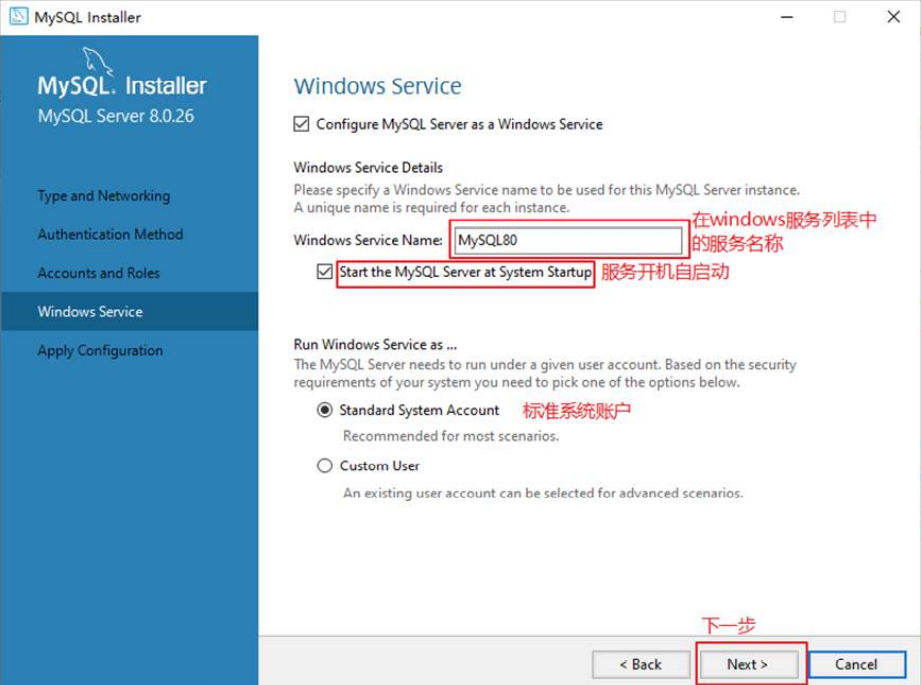 MySQL Installer
MySQL. Installer
MySQL Server 8.0.26
Type and Networking
Authentication Method
Accounts and Roles
Windows Service
Apply Configuration
Windows Service
Configure MySQL Server as a Windows Service
Windows Service Details
Please specify a Windows Service name to be used for this MySQL Server instance.
A unique name is required for each instance.
Windows Service Name: MySQL80
在windows服务列表中
的服务名称
Start the MySQL Server at System Startup 服务开机自启动
Run Windows Service as ...
The MySQL Server needs to run under a given user account. Based on the security
requirements of your system you need to pick one of the options below.
Standard System Account 标准系统账户
Recommended for most scenarios.
Custom User
An existing user account can be selected for advanced scenarios.
下一步
< Back Next > Cancel